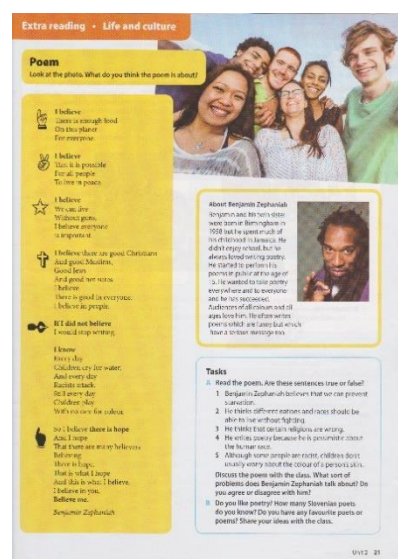 Extra reading • Life and culture
Poem
Look at the photo. What do you think the poem is about?
I believe
There is enough food
On this planet
For everyone.
I believe
That it is possible
For all people
To live in peace.
I believe
We can live
Without guns,
I believe everyone
is important.
I believe there are good Christians
And good Muslims,
Good Jews
And good not sures,
I believe
There is good in everyone,
I believe in people.
If I did not believe
I would stop writing.
I know
Every day
Children cry for water,
And every day
Racists attack,
Still every day
Children play
With no care for colour.
So I believe there is hope
And I hope
That there are many believers
Believing
There is hope,
That is what I hope
And this is what I believe,
I believe in you,
Believe me.
Benjamin Zephaniah
About Benjamin Zephaniah
Benjamin and his twin sister
were born in Birmingham in
1958 but he spent much of
his childhood in Jamaica. He
didn't enjoy school, but he
always loved writing poetry.
He started to perform his
poems in public at the age of
15. He wanted to take poetry
everywhere and to everyone
and he has succeeded.
Audiences of all colours and all
ages love him. He often writes
poems which are funny but which
have a serious message too.
Tasks
A Read the poem. Are these sentences true or false?
1 Benjamin Zephaniah believes that we can prevent
starvation.
2 He thinks different nations and races should be
able to live without fighting.
3 He thinks that certain religions are wrong.
4 He writes poetry because he is pessimistic about
the human race.
5 Although some people are racist, children don't
usually worry about the colour of a person's skin.
Discuss the poem with the class. What sort of
problems does Benjamin Zephaniah talk about? Do
you agree or disagree with him?
B Do you like poetry? How many Slovenian poets
do you know? Do you have any favourite poets or
poems? Share your ideas with the class.
Unit 2 21